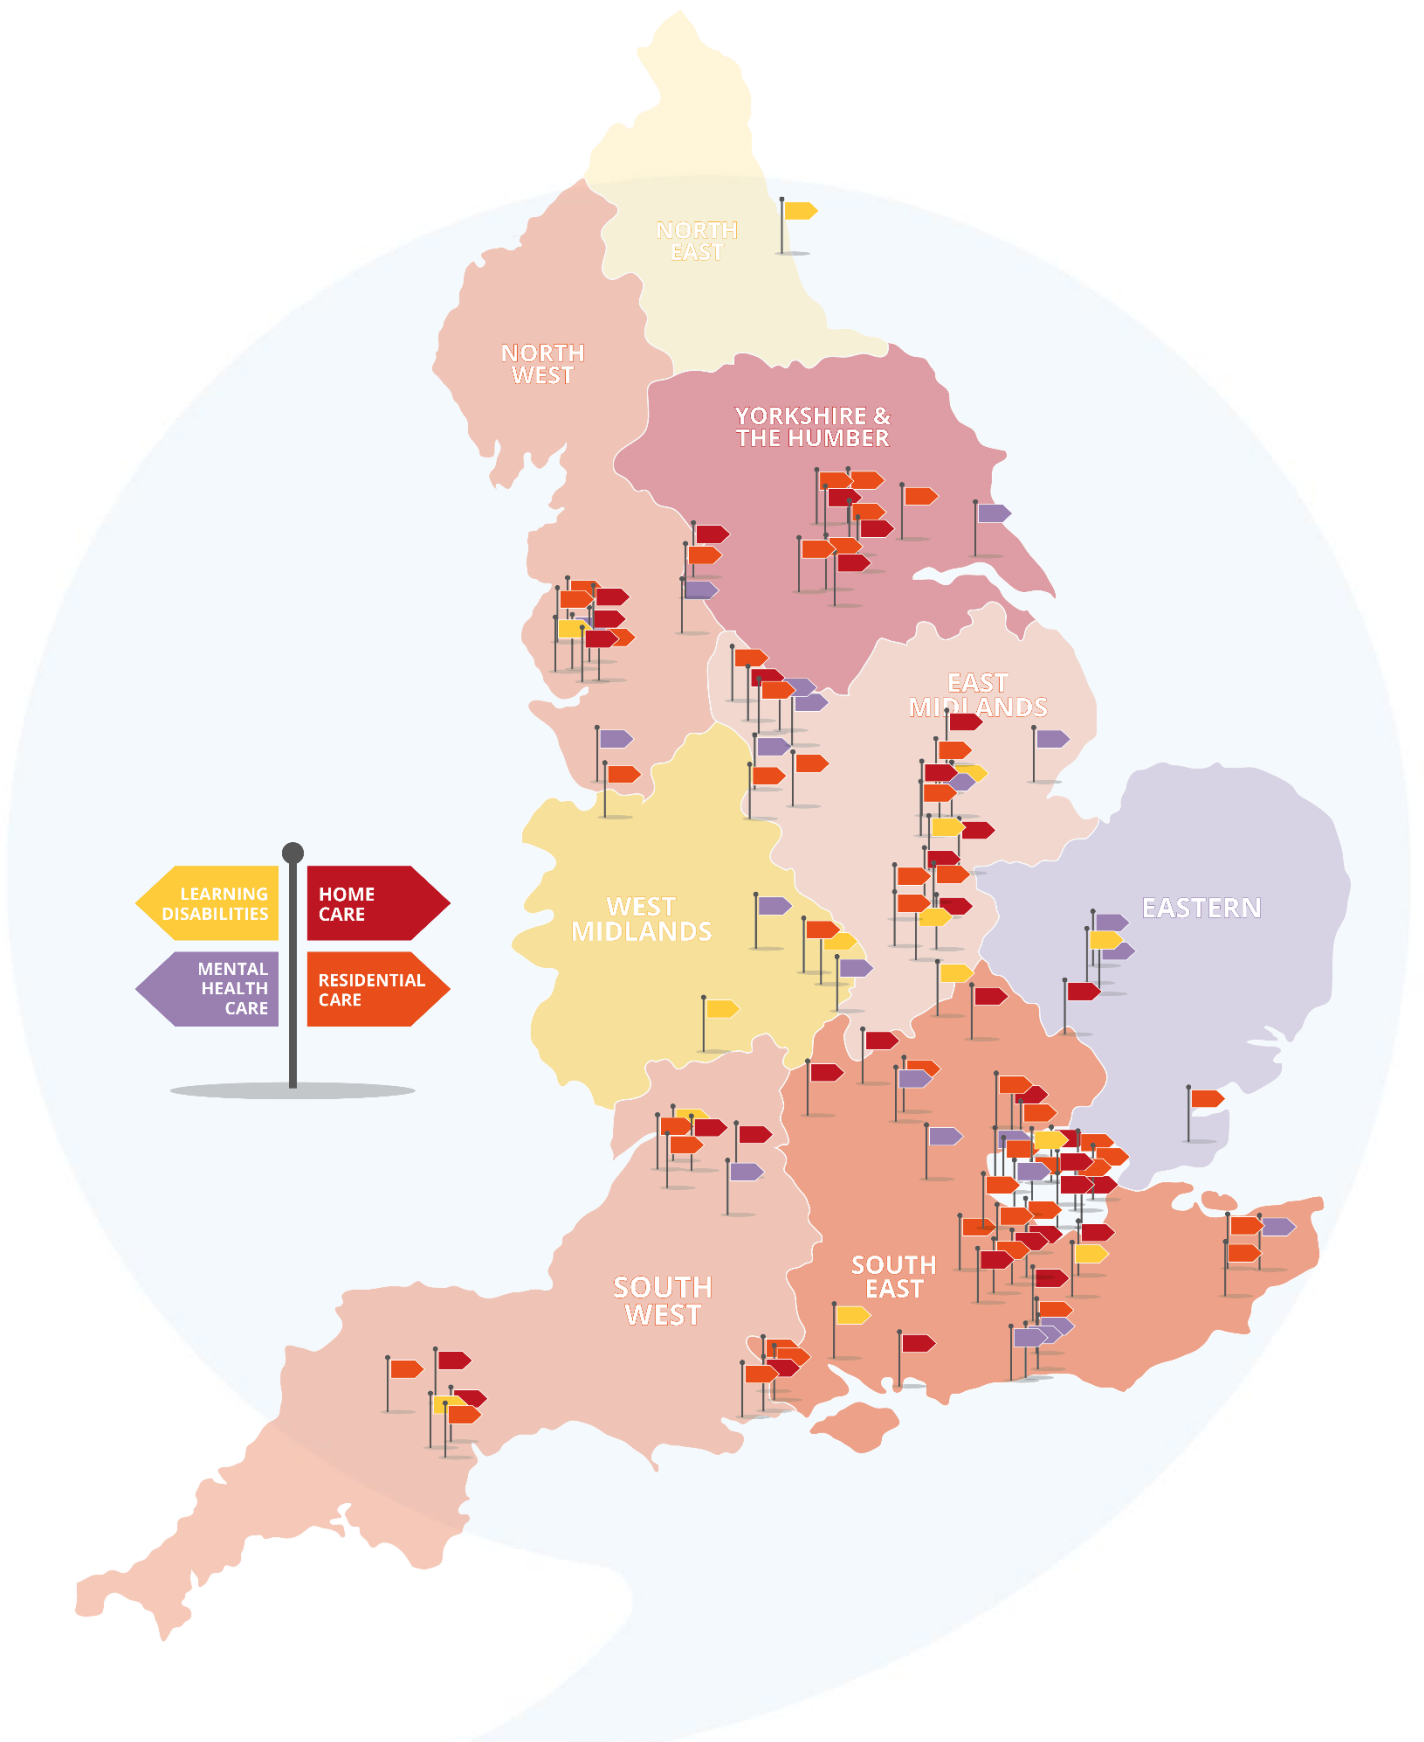 NORTH
EAST
NORTH
WEST
YORKSHIRE &
THE HUMBER
EAST
MIDLANDS
LEARNING
DISABILITIES
HOME
CARE
MENTAL
HEALTH
CARE
RESIDENTIAL
CARE
WEST
MIDLANDS
EASTERN
SOUTH
EAST
SOUTH
WEST